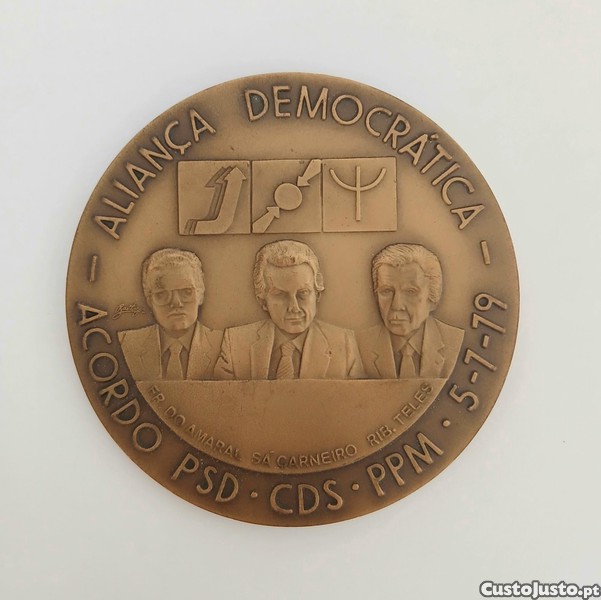 - ALIANÇA DEMOCRÁTICA -
FR. DO AMARAL SÁ CARNEIRO RIB. TELES
ACORDO PSD · CDS · PPM · 5-7-79
CustoJusto.pt